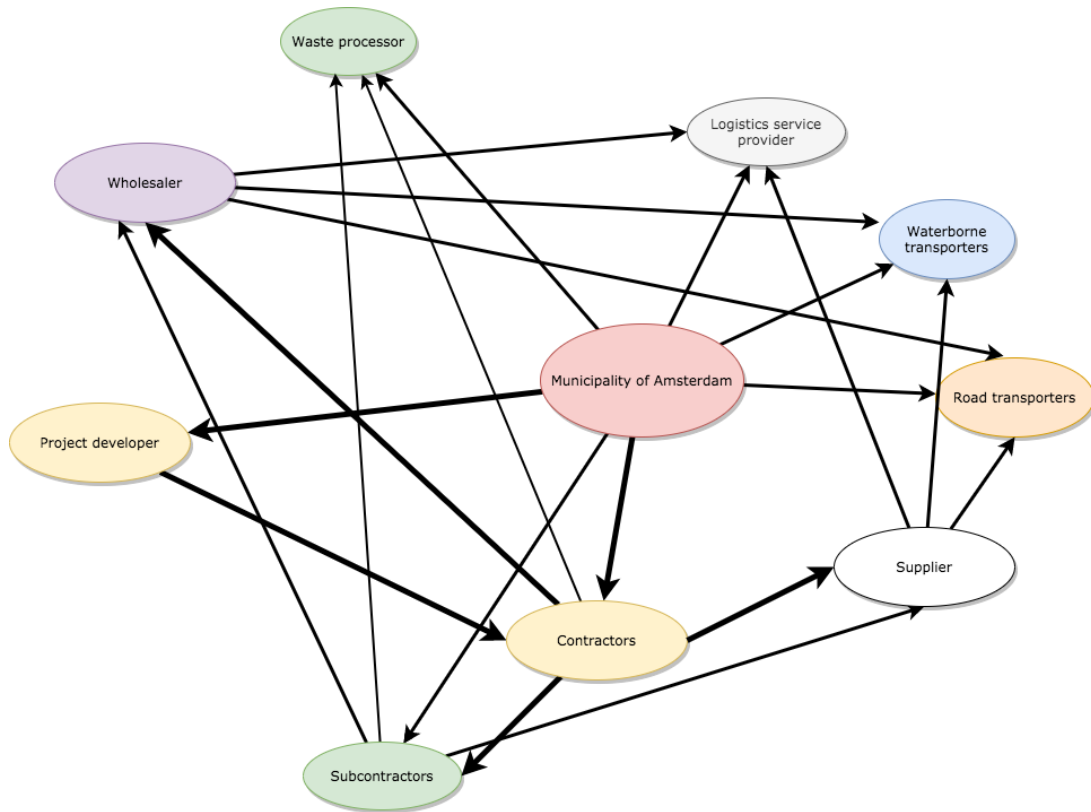 Waste processor
Logistics service
provider
Wholesaler
Waterborne
transporters
Municipality of Amsterdam
Road transporters
Project developer
Supplier
Contractors
Subcontractors